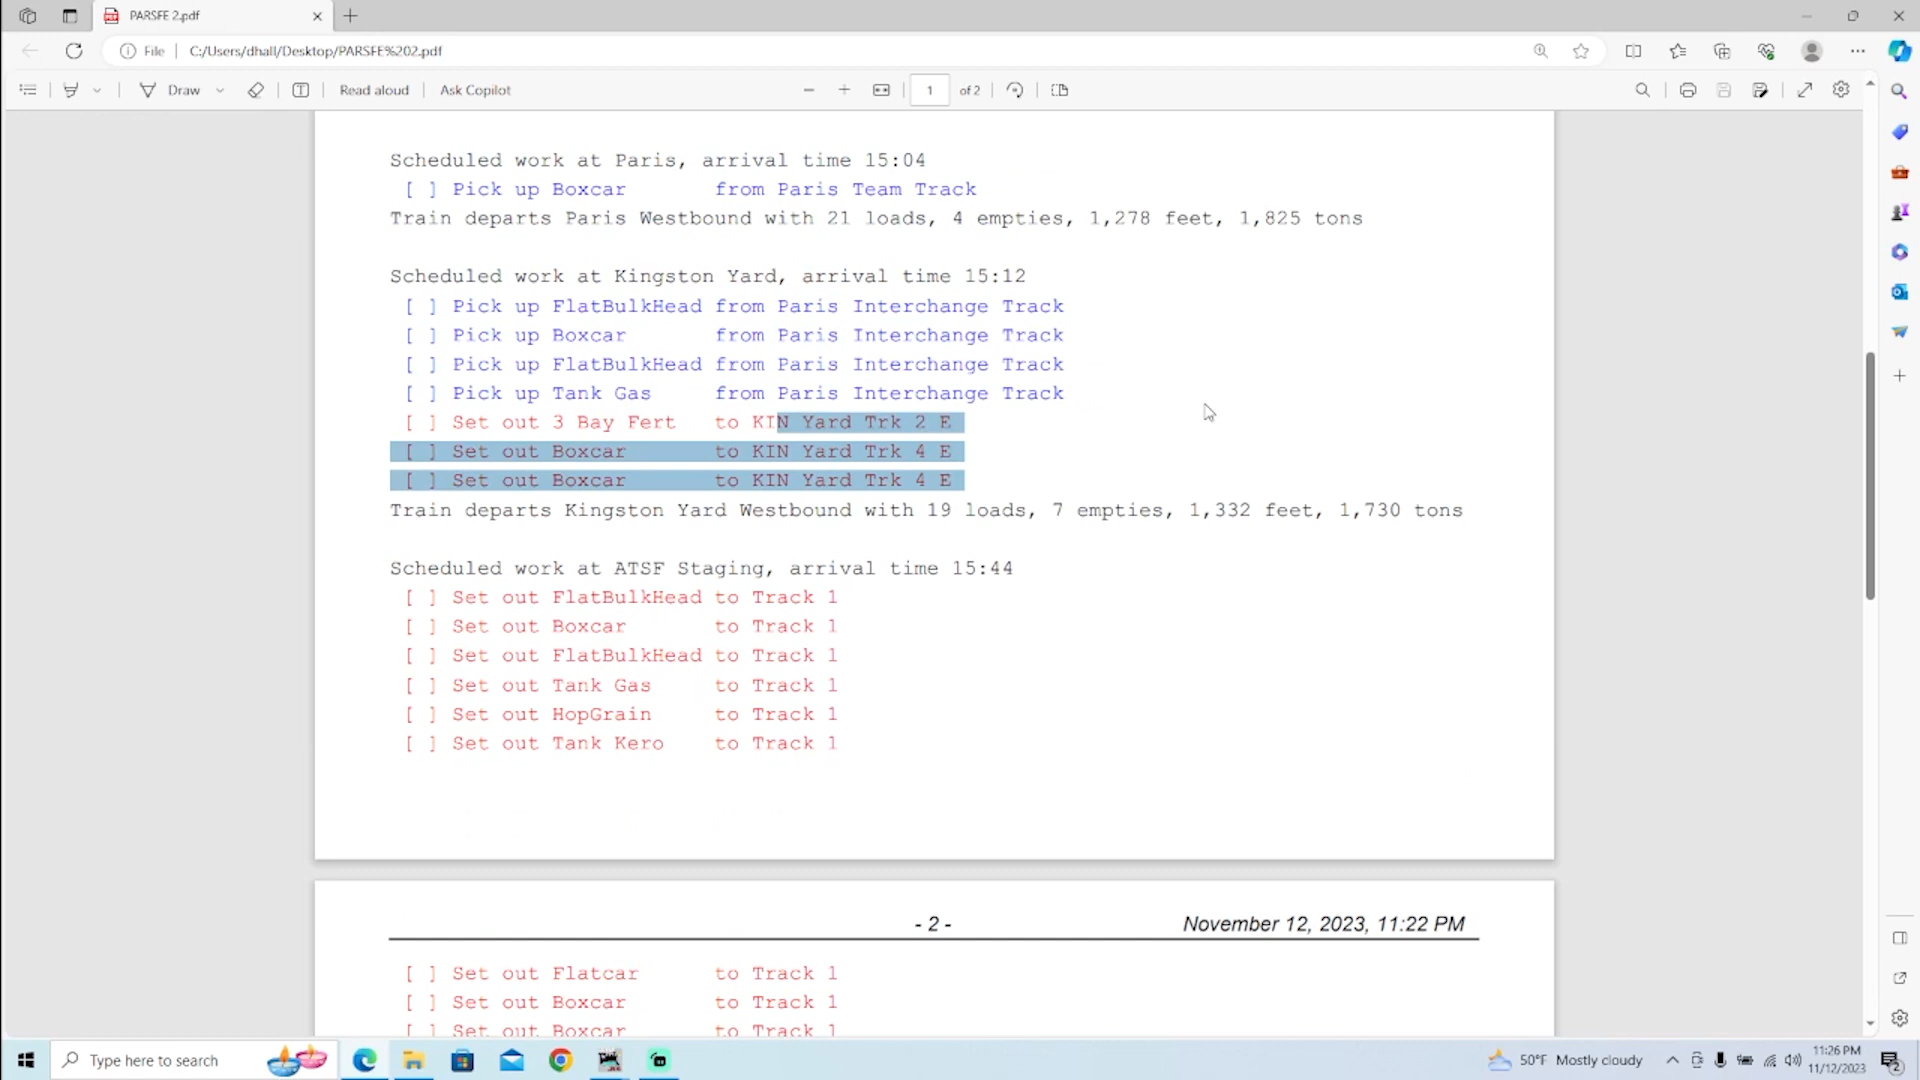 PARSFE 2.pdf
File
C:/Users/dhall/Desktop/PARSFE%202.pdf
Draw
Read aloud
Ask Copilot
1
of 2
Scheduled work at Paris, arrival time 15:04
[ ] Pick up Boxcar from Paris Team Track
Train departs Paris Westbound with 21 loads, 4 empties, 1,278 feet, 1,825 tons
Scheduled work at Kingston Yard, arrival time 15:12
[ ] Pick up FlatBulkHead from Paris Interchange Track
[ ] Pick up Boxcar from Paris Interchange Track
[ ] Pick up FlatBulkHead from Paris Interchange Track
[ ] Pick up Tank Gas from Paris Interchange Track
[ ] Set out 3 Bay Fert to KIN Yard Trk 2 E
[ ] Set out Boxcar to KIN Yard Trk 4 E
[ ] Set out Boxcar to KIN Yard Trk 4 E
Train departs Kingston Yard Westbound with 19 loads, 7 empties, 1,332 feet, 1,730 tons
Scheduled work at ATSF Staging, arrival time 15:44
[ ] Set out FlatBulkHead to Track 1
[ ] Set out Boxcar to Track 1
[ ] Set out FlatBulkHead to Track 1
[ ] Set out Tank Gas to Track 1
[ ] Set out HopGrain to Track 1
[ ] Set out Tank Kero to Track 1
- 2 -
November 12, 2023, 11:22 PM
[ ] Set out Flatcar to Track 1
[ ] Set out Boxcar to Track 1
[ ] Set out Boxcar to Track 1
Type here to search
50°F Mostly cloudy
11:26 PM
11/12/2023
2